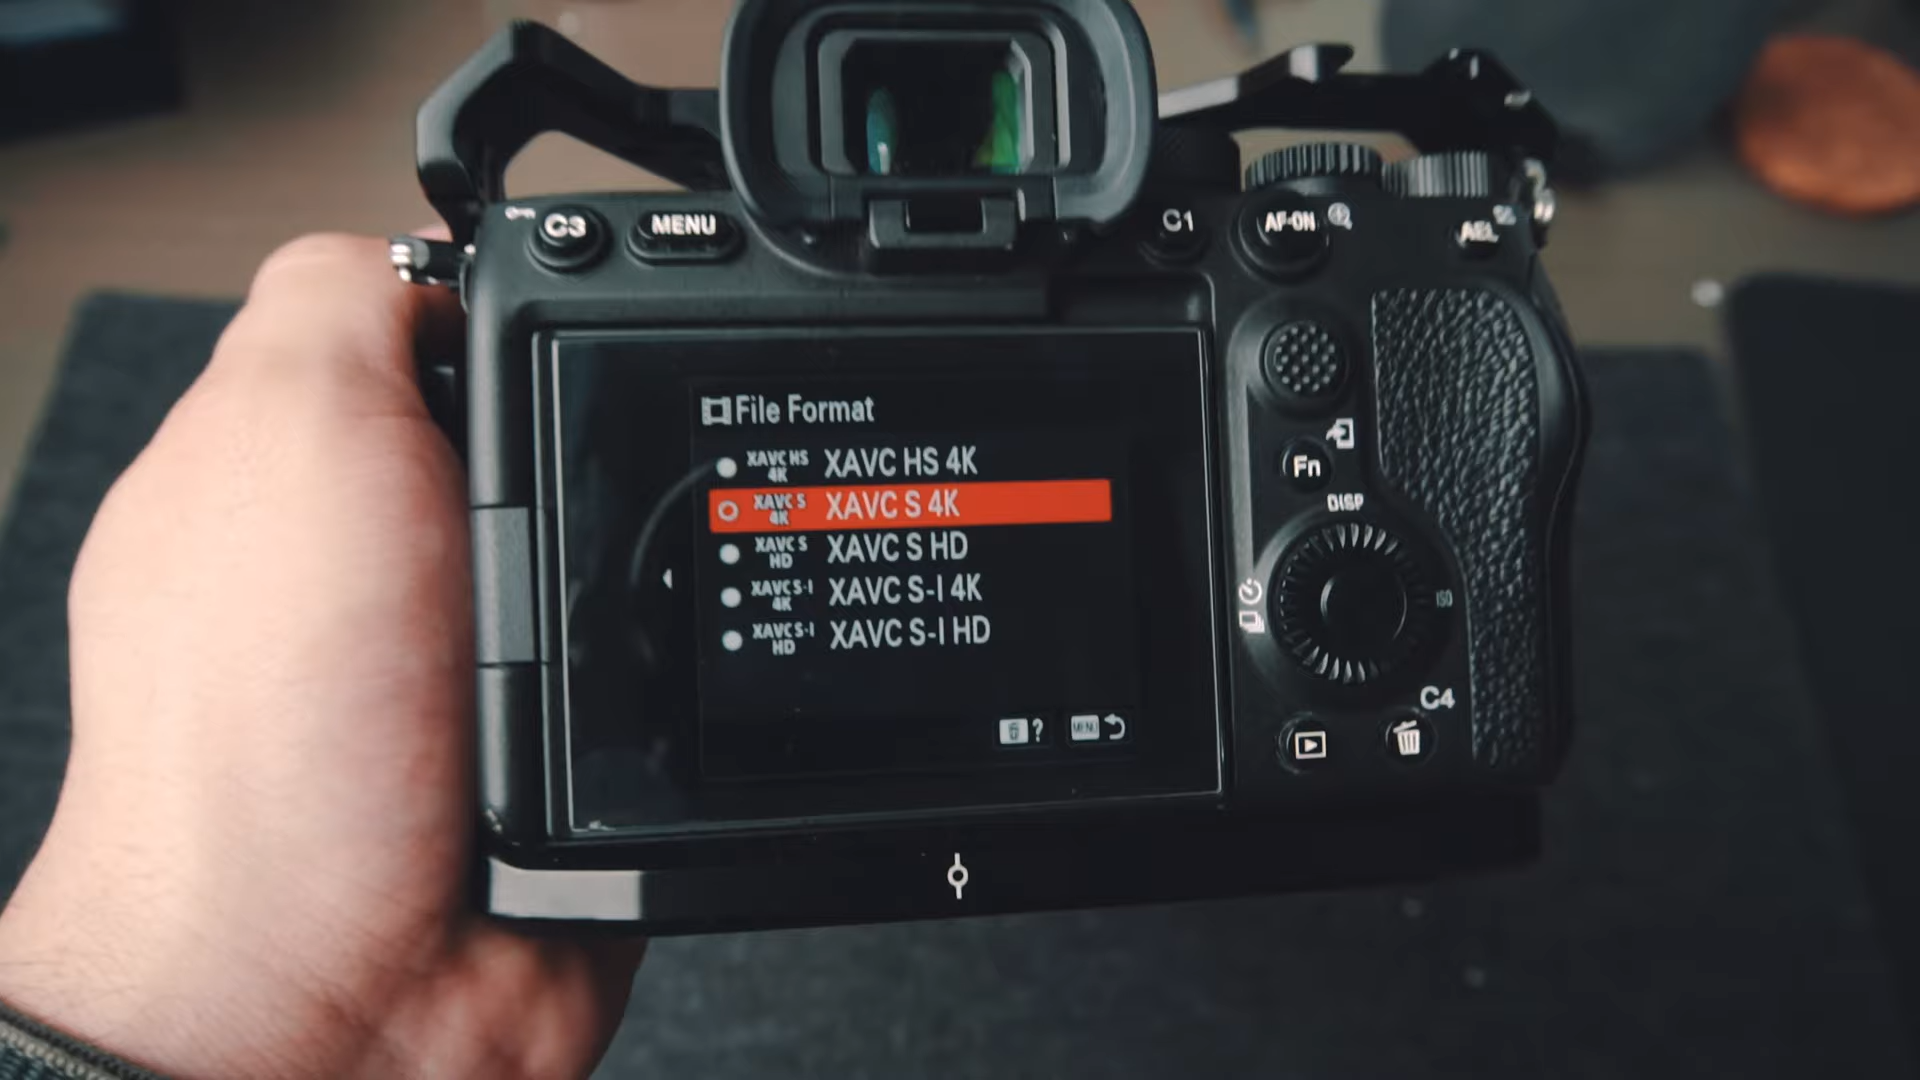 C3
MENU
C1
AF-ON
AEL
File Format
XAVC HS 4K XAVC HS 4K
XAVC S 4K XAVC S 4K
XAVC S HD XAVC S HD
XAVC S-I 4K XAVC S-I 4K
XAVC S-I HD XAVC S-I HD
? MENU
Fn
DISP
ISO
C4